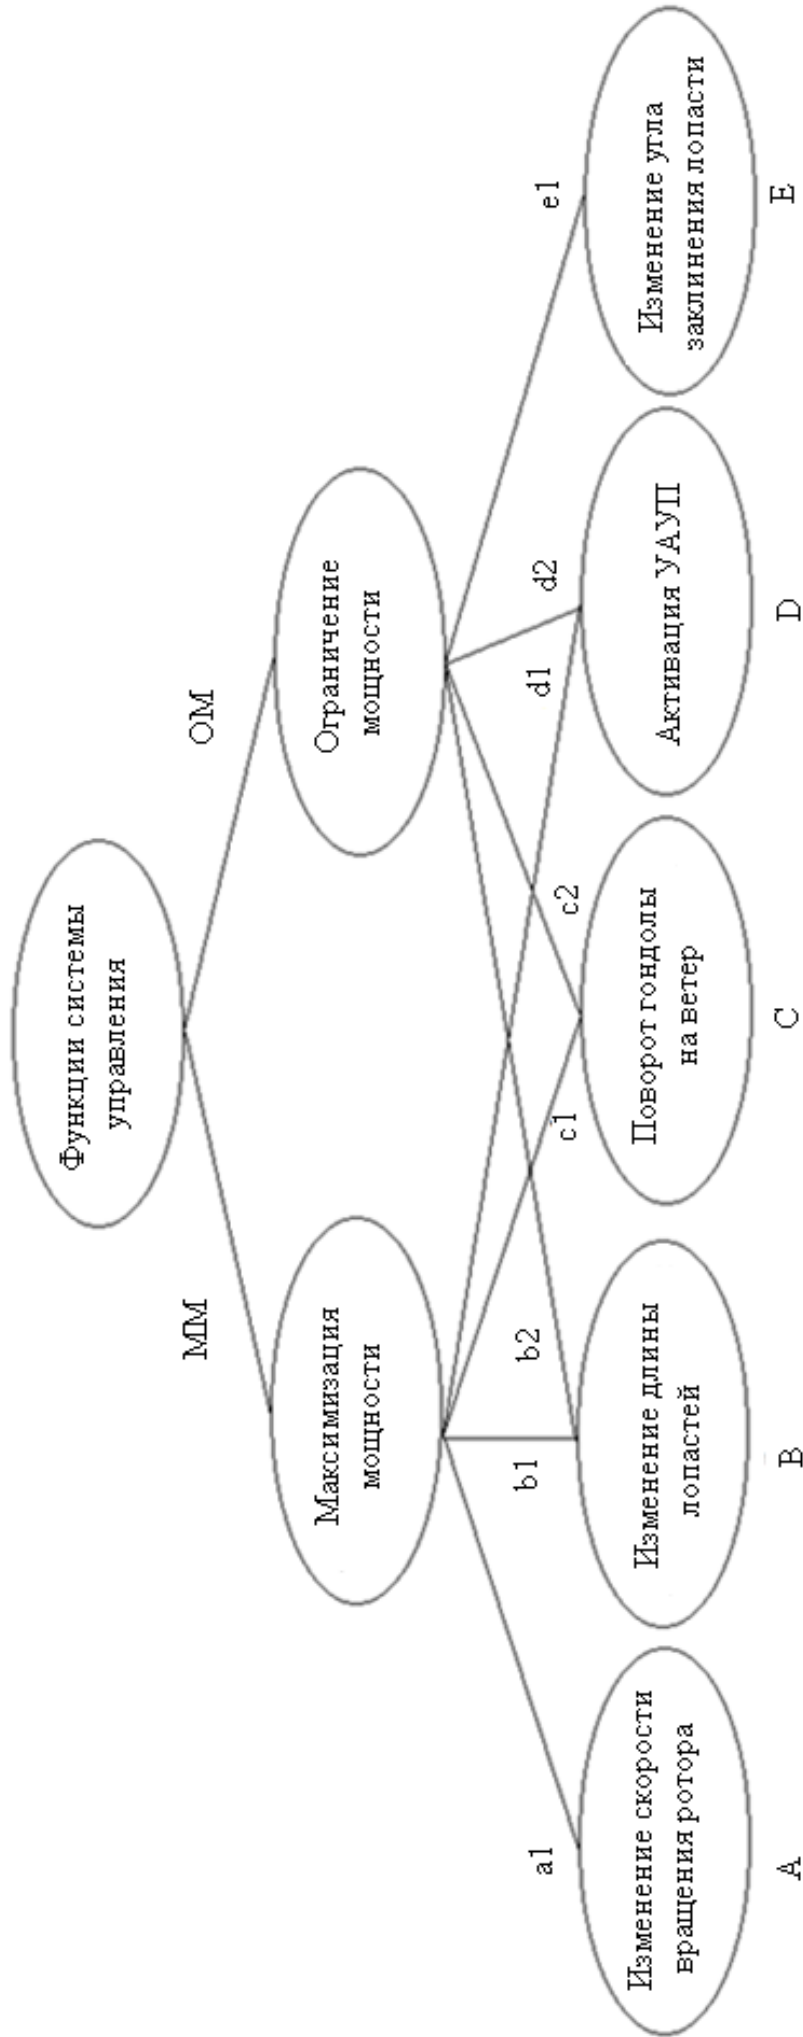 Функции системы
управления
ММ
ОМ
Максимизация
мощности
Ограничение
мощности
a1
b1
b2
c1
c2
d1
d2
e1
Изменение скорости
вращения ротора
Изменение длины
лопастей
Поворот гондолы
на ветер
Активация УАУП
Изменение угла
заклинения лопасти
A
B
C
D
E